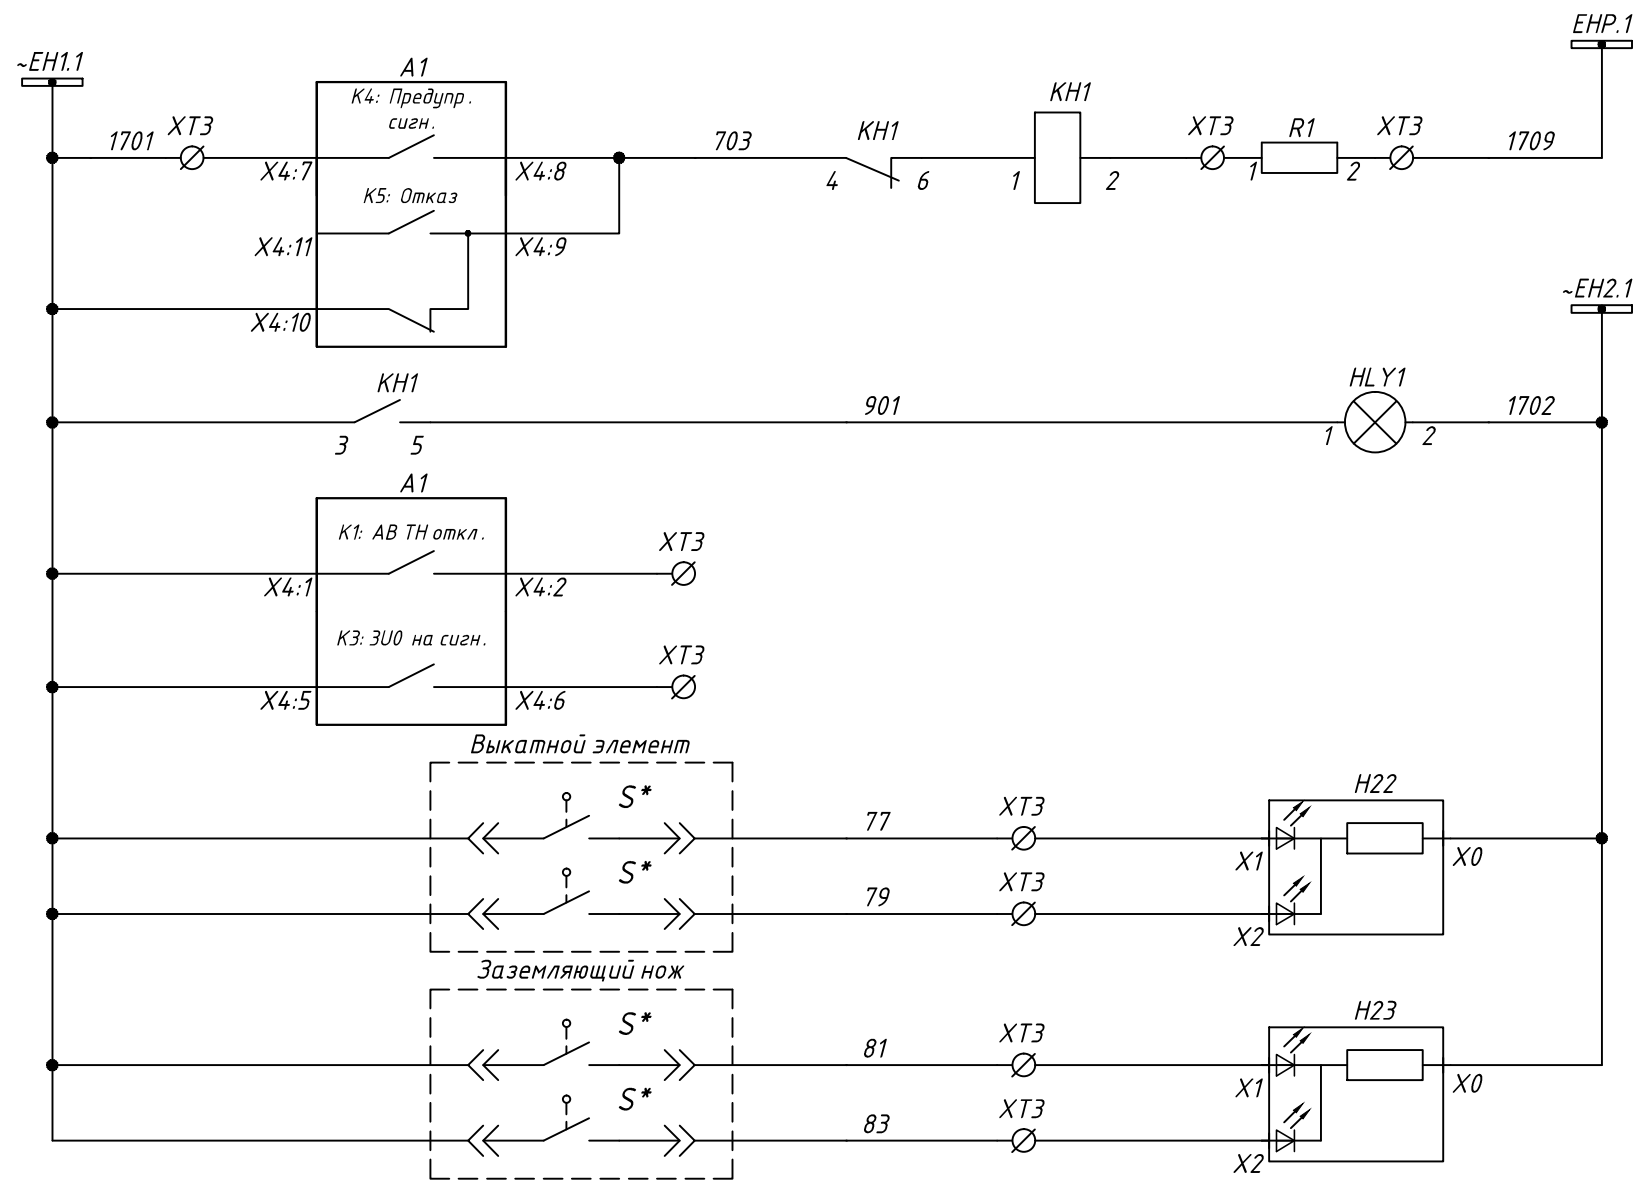 EHP.1
~EH1.1
A1
KH1
K4: Предупр.
сигн.
1701
XT3
703
KH1
XT3
R1
XT3
1709
X4:7
X4:8
4
6
1
2
1
2
K5: Отказ
X4:11
X4:9
~EH2.1
X4:10
KH1
HLY1
901
1702
3
5
1
2
A1
K1: АВ ТН откл.
XT3
X4:1
X4:2
K3: 3U0 на сигн.
XT3
X4:5
X4:6
Выкатной элемент
H22
S*
77
XT3
X1
X0
S*
79
XT3
X2
Заземляющий нож
H23
S*
81
XT3
X1
X0
S*
83
XT3
X2